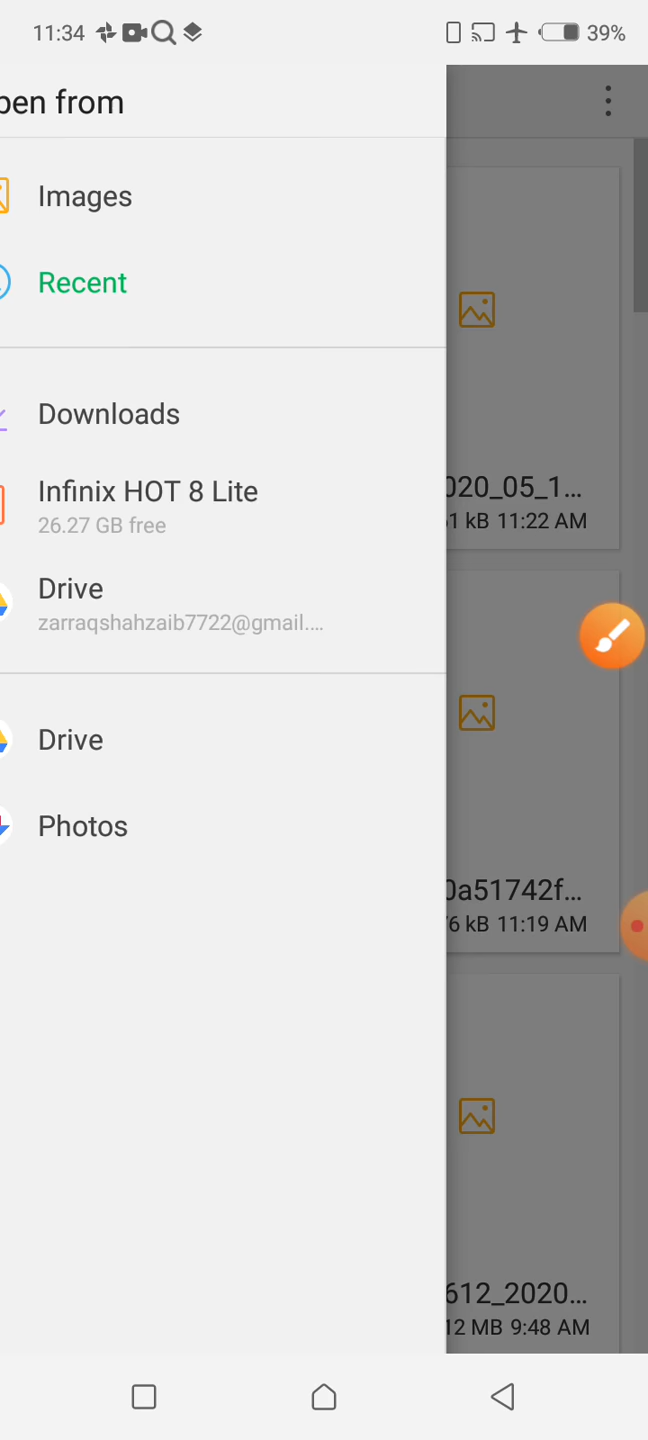 11:34
39%
pen from
Images
Recent
Downloads
Infinix HOT 8 Lite
26.27 GB free
Drive
zarraqshahzaib7722@gmail.…
Drive
Photos
020_05_1…
1 kB 11:22 AM
0a51742f…
6 kB 11:19 AM
612_2020…
12 MB 9:48 AM